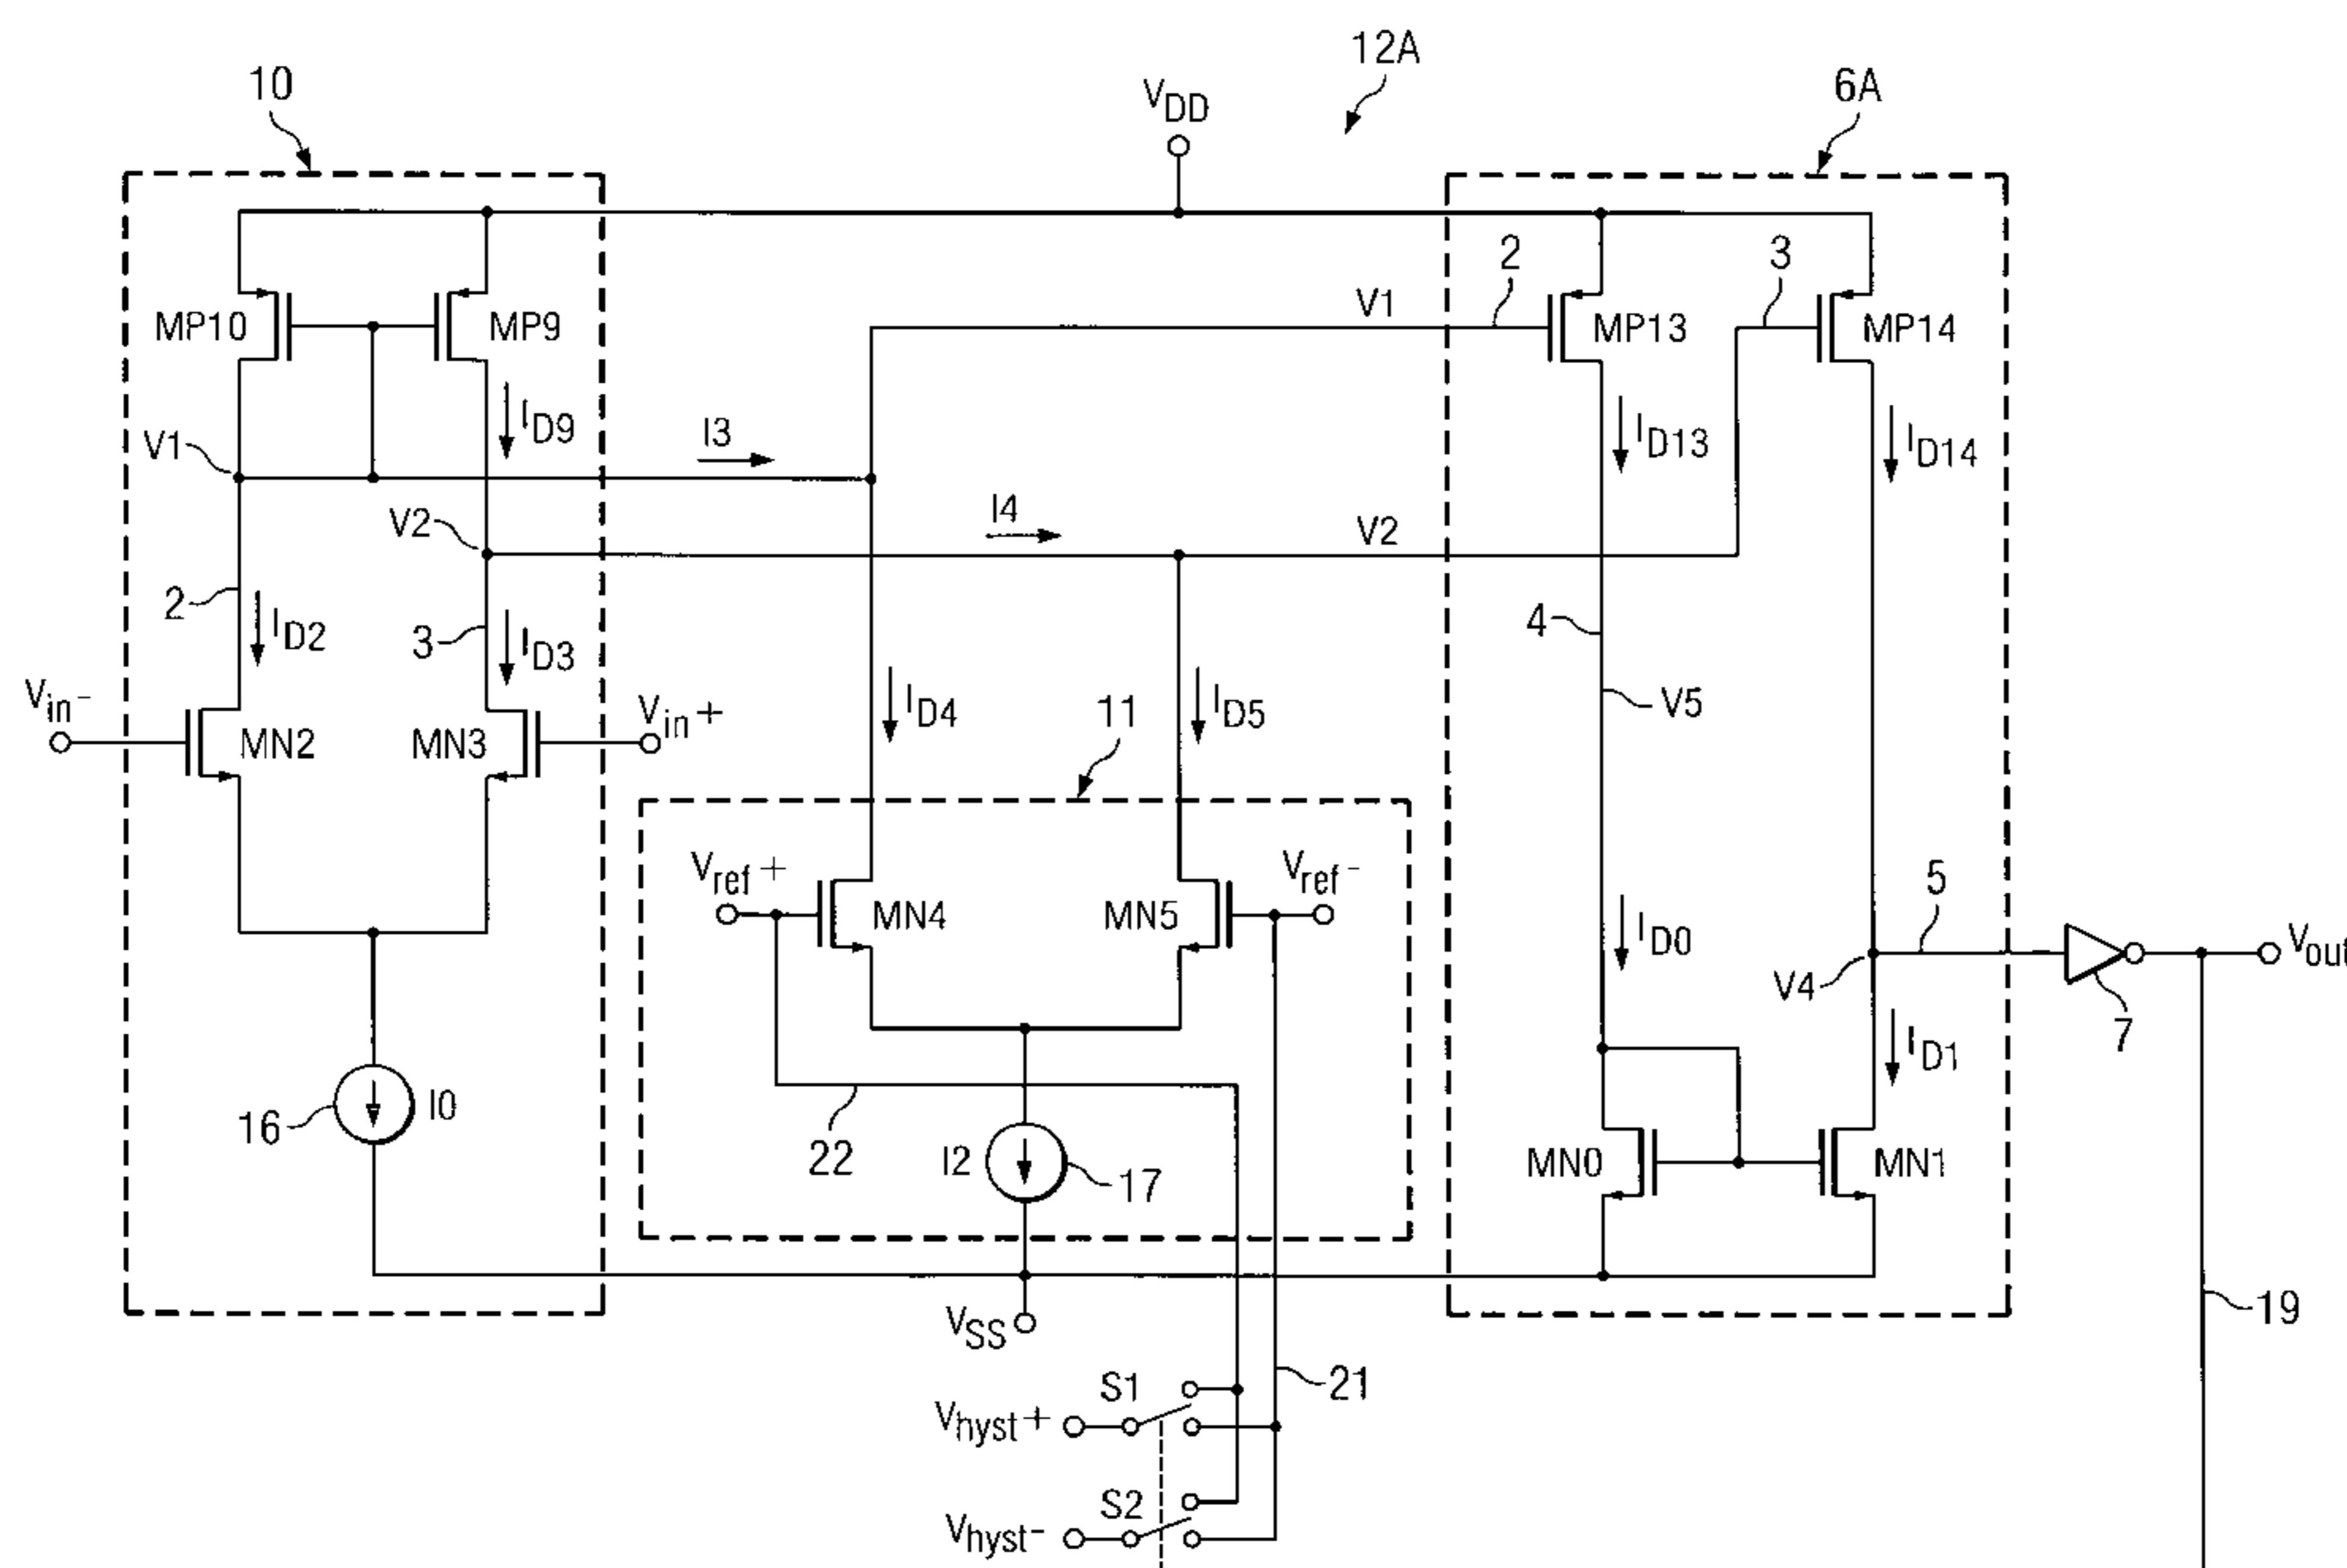 12A
10
VDD
6A
2
3
V1
MP10
MP9
MP13
MP14
ID9
I3
ID13
ID14
V1
I4
V2
V2
2
ID2
3
ID3
4
V5
Vin-
Vin+
ID4
11
ID5
MN2
MN3
Vref+
Vref-
5
MN4
MN5
ID0
Vout
V4
7
ID1
16
I0
22
I2
17
MN0
MN1
VSS
19
S1
21
Vhyst+
S2
Vhyst-